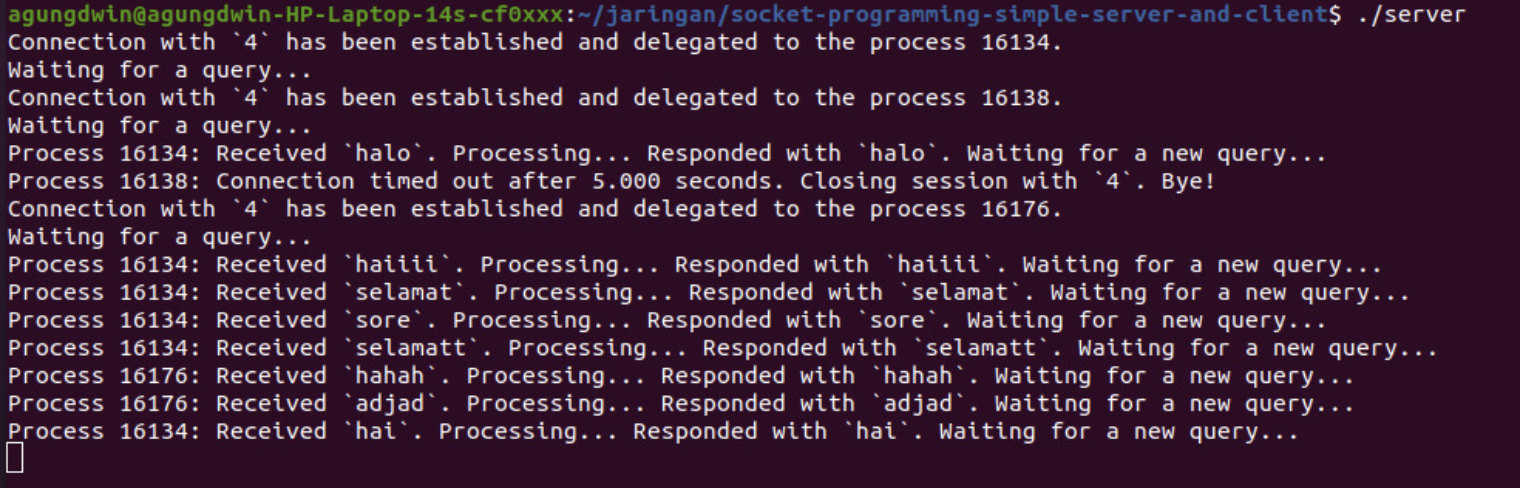 agungdwin@agungdwin-HP-Laptop-14s-cf0xxx:~/jaringan/socket-programming-simple-server-and-client$ ./server
Connection with `4` has been established and delegated to the process 16134.
Waiting for a query...
Connection with `4` has been established and delegated to the process 16138.
Waiting for a query...
Process 16134: Received `halo`. Processing... Responded with `halo`. Waiting for a new query...
Process 16138: Connection timed out after 5.000 seconds. Closing session with `4`. Bye!
Connection with `4` has been established and delegated to the process 16176.
Waiting for a query...
Process 16134: Received `haiiii`. Processing... Responded with `haiiii`. Waiting for a new query...
Process 16134: Received `selamat`. Processing... Responded with `selamat`. Waiting for a new query...
Process 16134: Received `sore`. Processing... Responded with `sore`. Waiting for a new query...
Process 16134: Received `selamatt`. Processing... Responded with `selamatt`. Waiting for a new query...
Process 16176: Received `hahah`. Processing... Responded with `hahah`. Waiting for a new query...
Process 16176: Received `adjad`. Processing... Responded with `adjad`. Waiting for a new query...
Process 16134: Received `hai`. Processing... Responded with `hai`. Waiting for a new query...